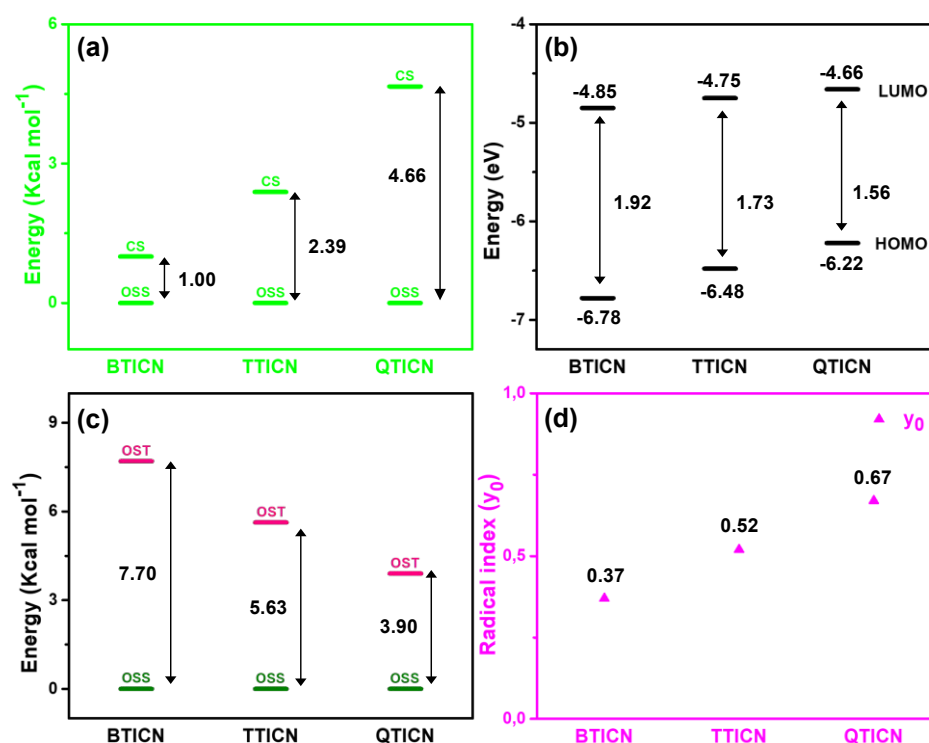 (a)
Energy (Kcal mol⁻¹)
6
3
0
CS
OSS
1.00
CS
OSS
2.39
CS
OSS
4.66
BTICN TTICN QTICN
(b)
Energy (eV)
-4
-5
-6
-7
-4.85
1.92
-6.78
-4.75
1.73
-6.48
-4.66
1.56
-6.22
LUMO
HOMO
BTICN TTICN QTICN
(c)
Energy (Kcal mol⁻¹)
9
6
3
0
OST
7.70
OSS
OST
5.63
OSS
OST
3.90
OSS
BTICN TTICN QTICN
(d)
Radical index (y₀)
1,0
0,5
0,0
y₀
0.37
0.52
0.67
BTICN TTICN QTICN